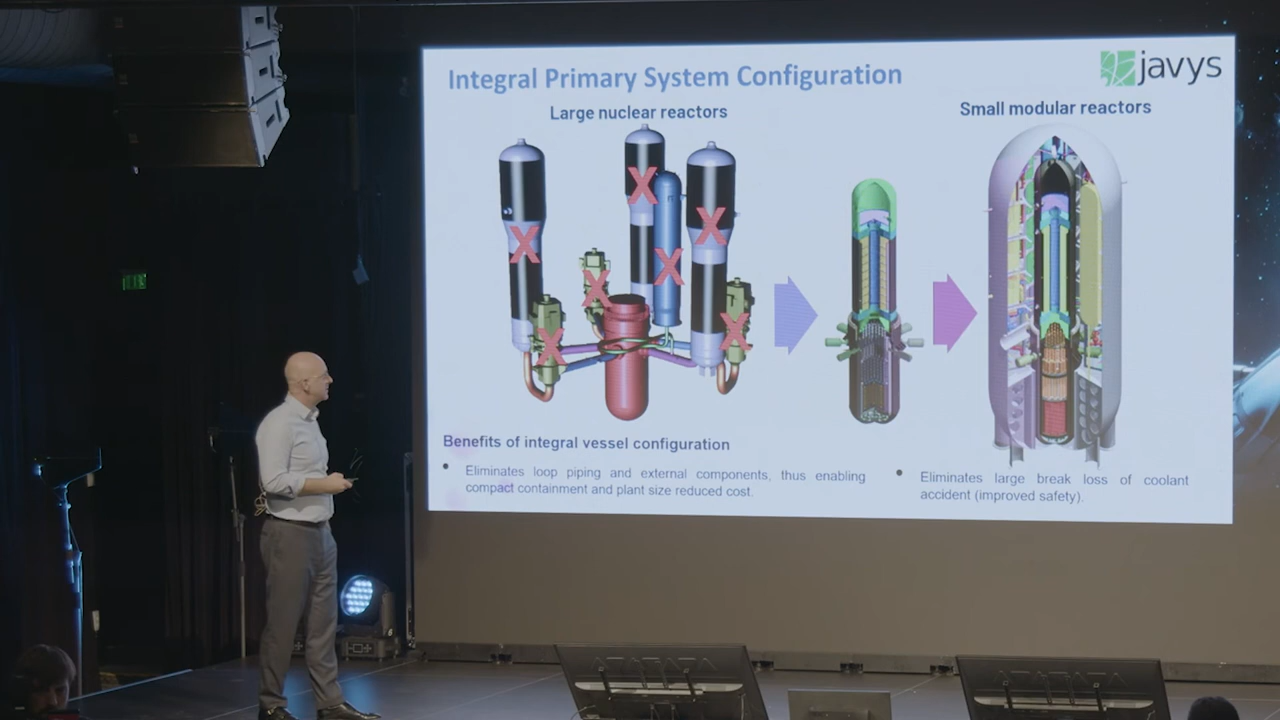 Integral Primary System Configuration
javys
Large nuclear reactors
Small modular reactors
X
X
X
X
X
X
X
Benefits of integral vessel configuration
• Eliminates loop piping and external components, thus enabling
compact containment and plant size reduced cost.
• Eliminates large break loss of coolant
accident (improved safety).